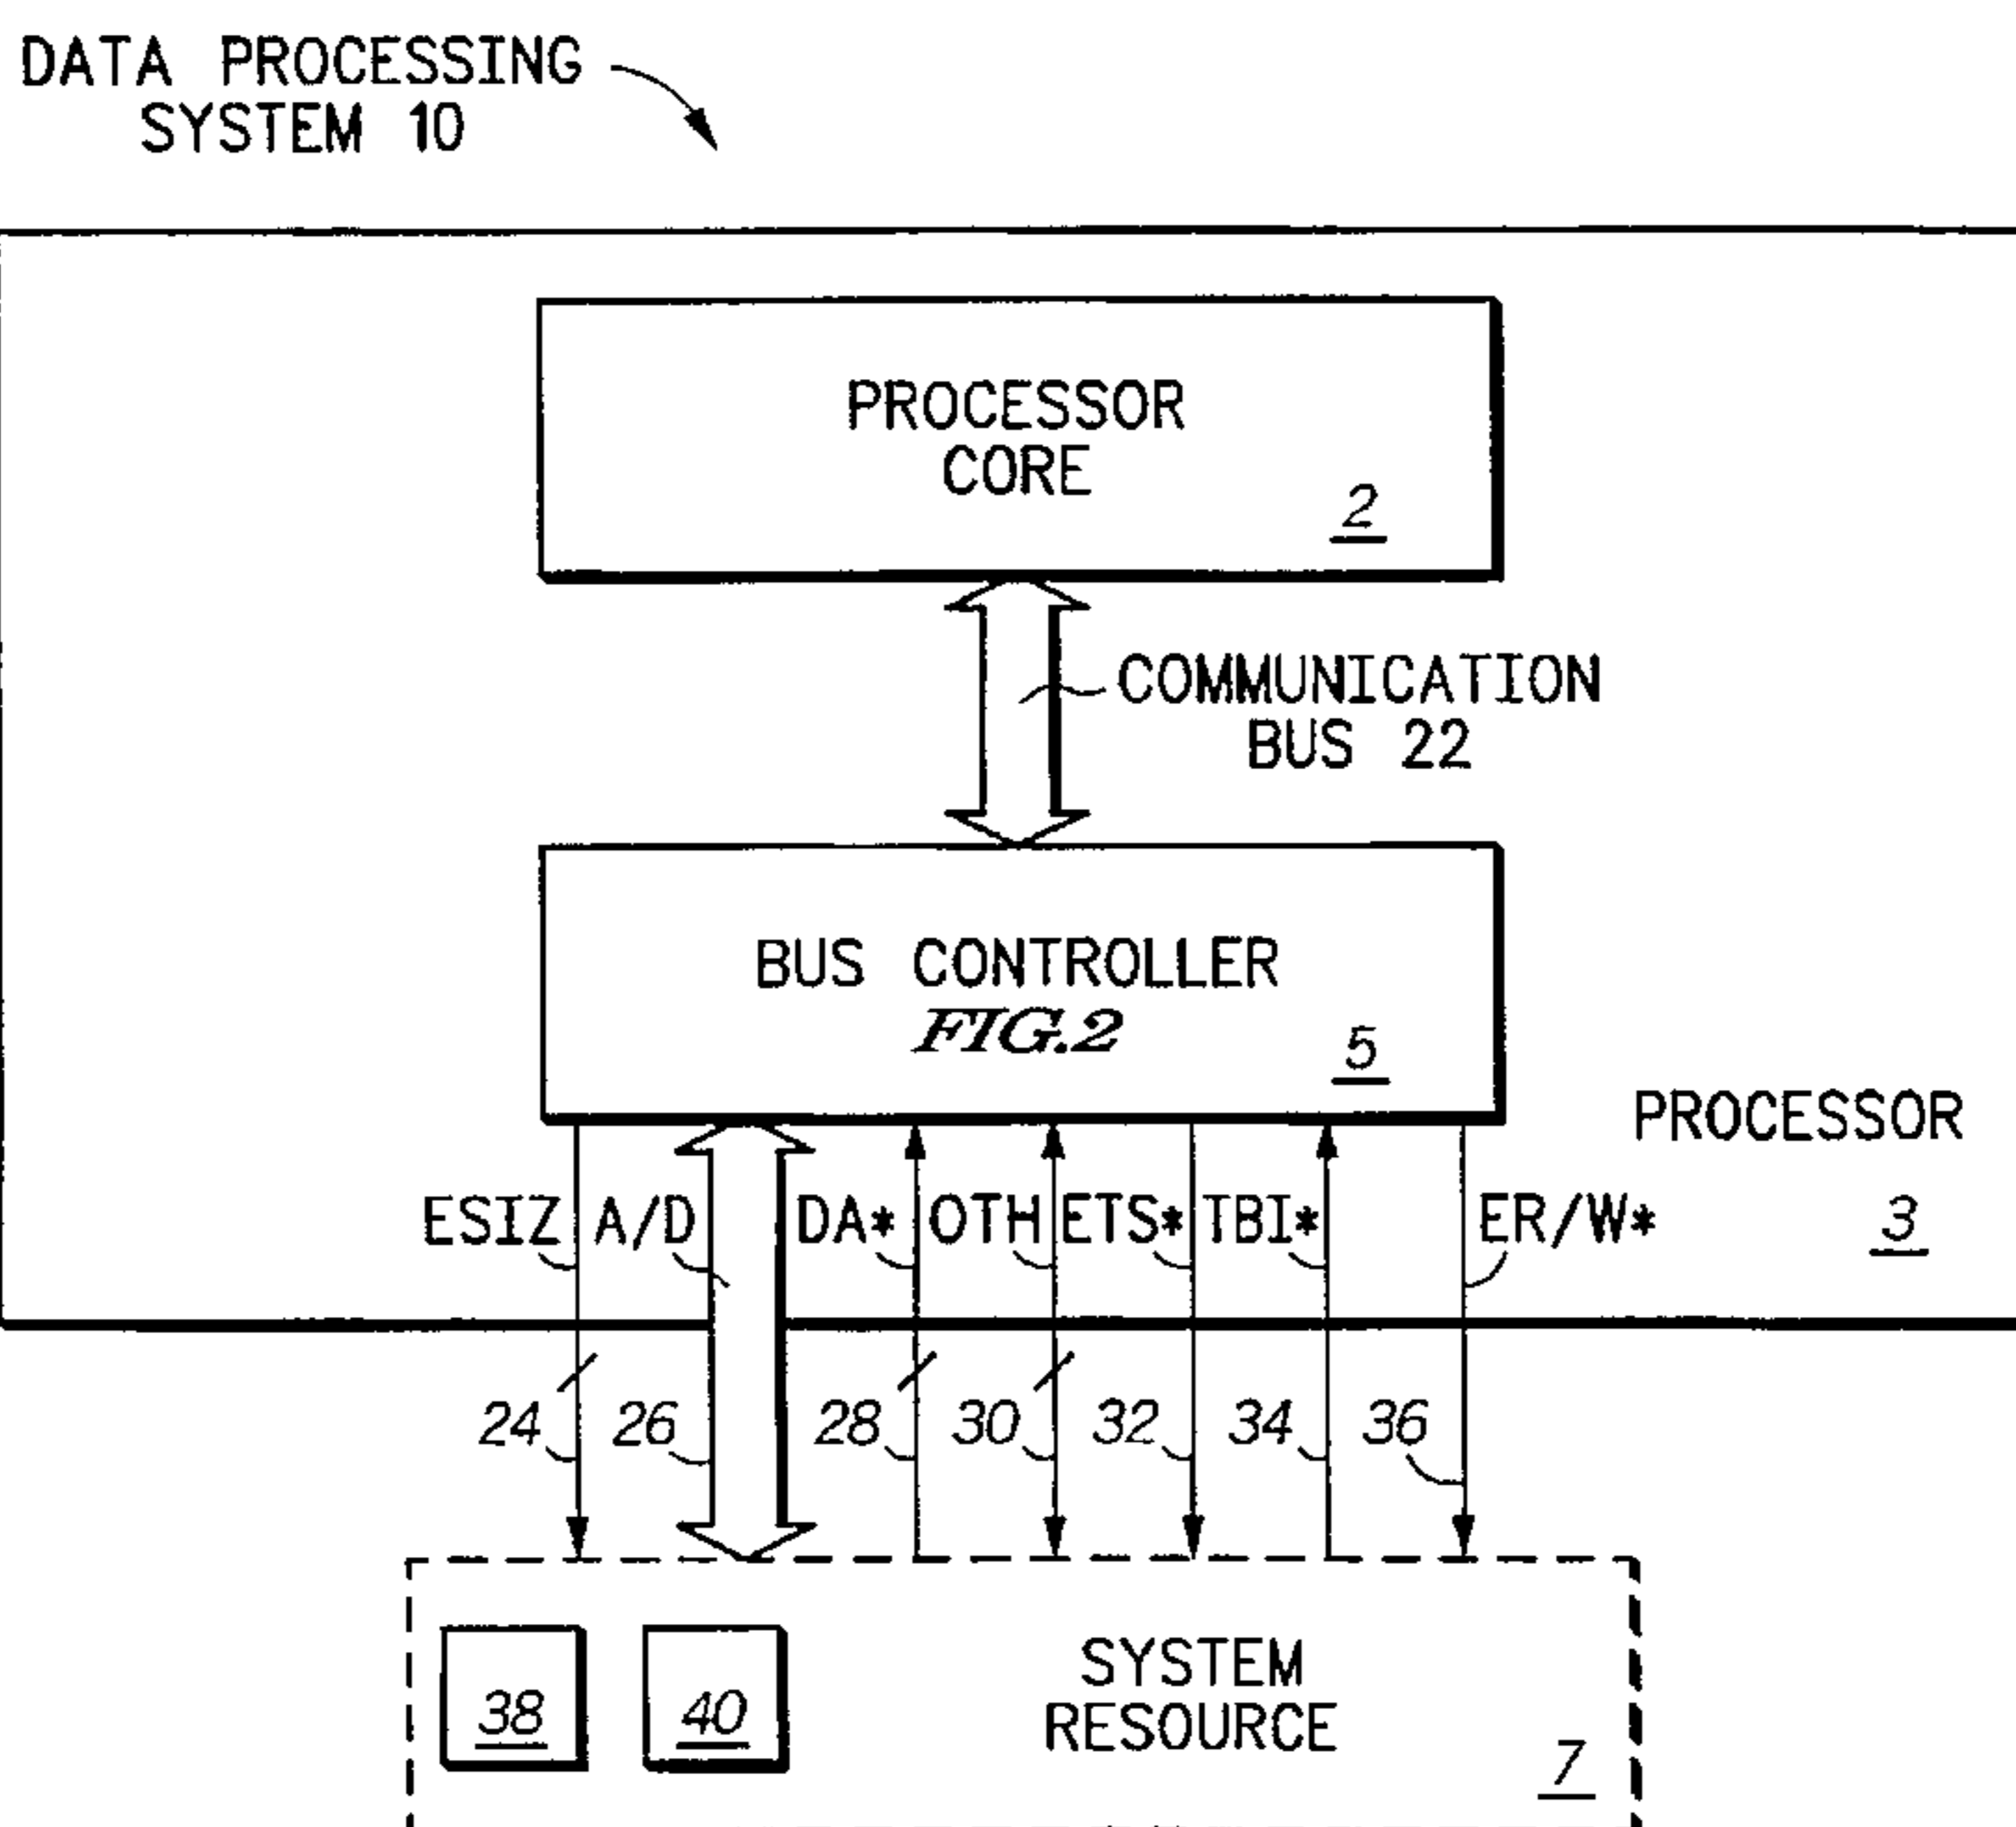 DATA PROCESSING
SYSTEM 10
PROCESSOR
CORE
2
COMMUNICATION
BUS 22
BUS CONTROLLER
FIG.2
5
PROCESSOR
3
ESIZ A/D DA* OTH ETS* TBI* ER/W*
24 26 28 30 32 34 36
38 40
SYSTEM
RESOURCE
7